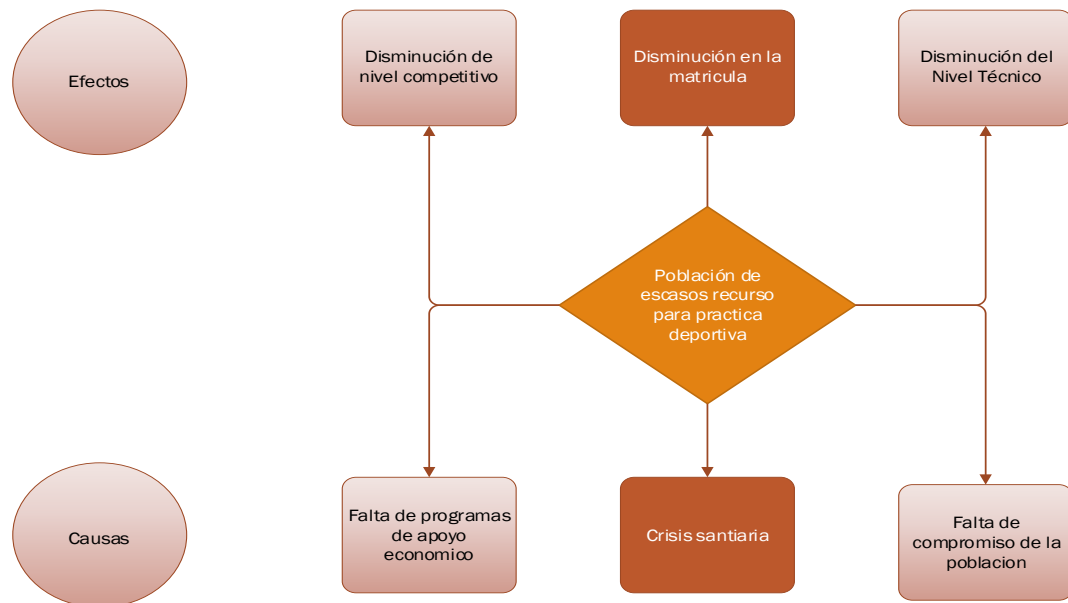 Efectos
Disminución de
nivel competitivo
Disminución en la
matricula
Disminución del
Nivel Técnico
Población de
escasos recurso
para practica
deportiva
Causas
Falta de programas
de apoyo
economico
Crisis santiaria
Falta de
compromiso de la
poblacion